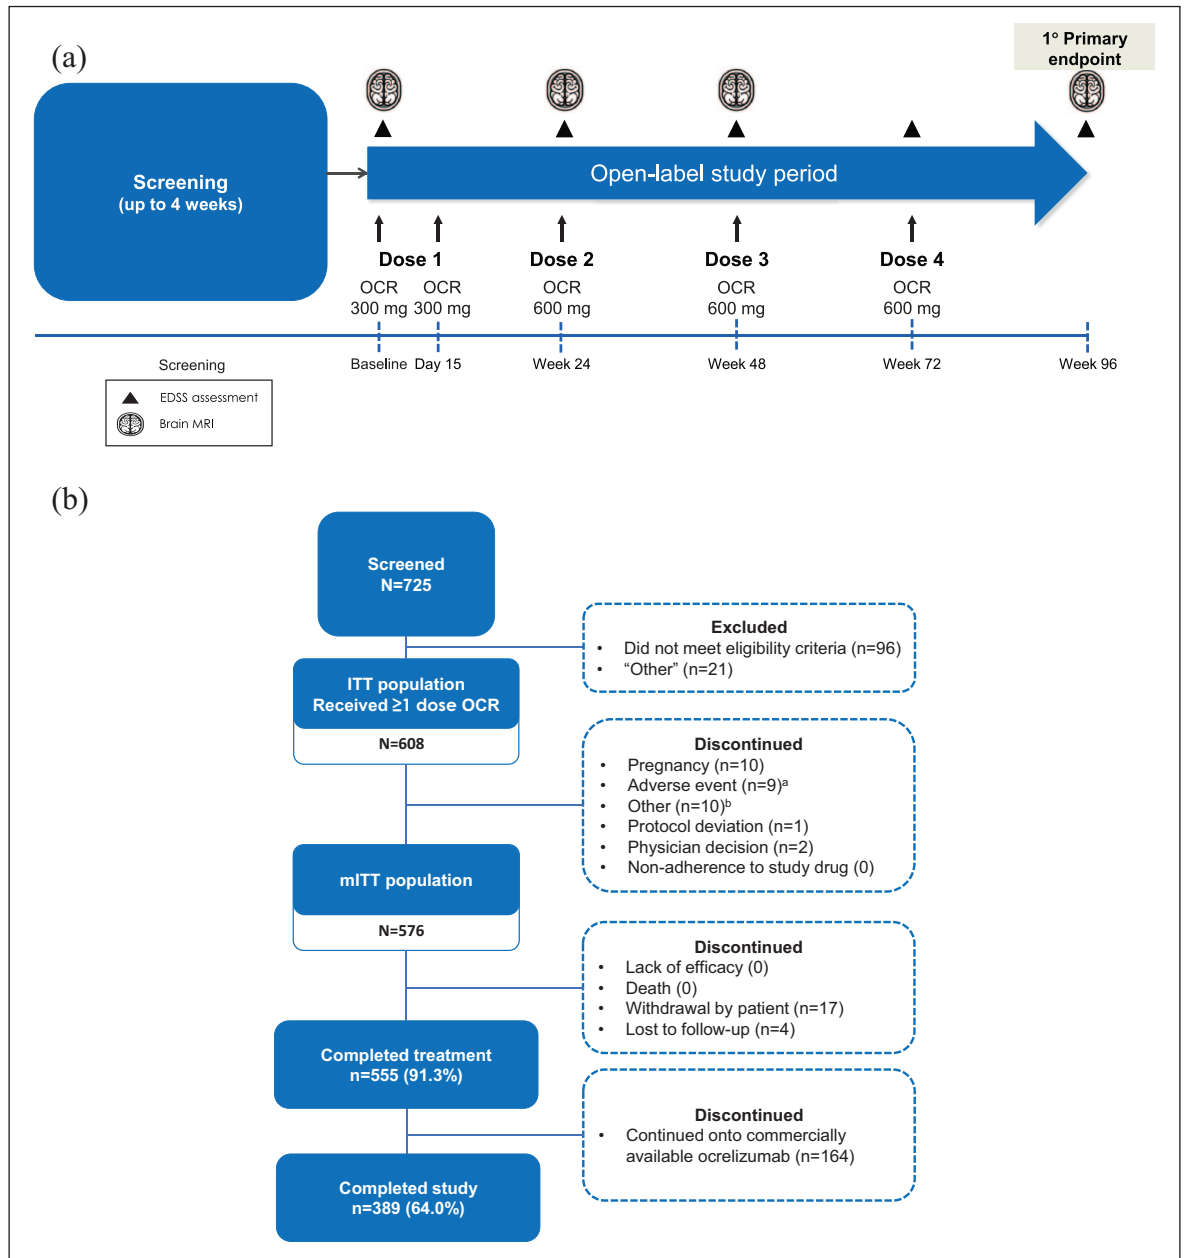 (a)
1° Primary
endpoint
Screening
(up to 4 weeks)
Open-label study period
Dose 1
Dose 2
Dose 3
Dose 4
OCR
300 mg
OCR
300 mg
OCR
600 mg
OCR
600 mg
OCR
600 mg
Screening
Baseline
Day 15
Week 24
Week 48
Week 72
Week 96
EDSS assessment
Brain MRI
(b)
Screened
N=725
Excluded
• Did not meet eligibility criteria (n=96)
• “Other” (n=21)
ITT population
Received ≥1 dose OCR
N=608
Discontinued
• Pregnancy (n=10)
• Adverse event (n=9)a
• Other (n=10)b
• Protocol deviation (n=1)
• Physician decision (n=2)
• Non-adherence to study drug (0)
mITT population
N=576
Discontinued
• Lack of efficacy (0)
• Death (0)
• Withdrawal by patient (n=17)
• Lost to follow-up (n=4)
Completed treatment
n=555 (91.3%)
Discontinued
• Continued onto commercially
available ocrelizumab (n=164)
Completed study
n=389 (64.0%)